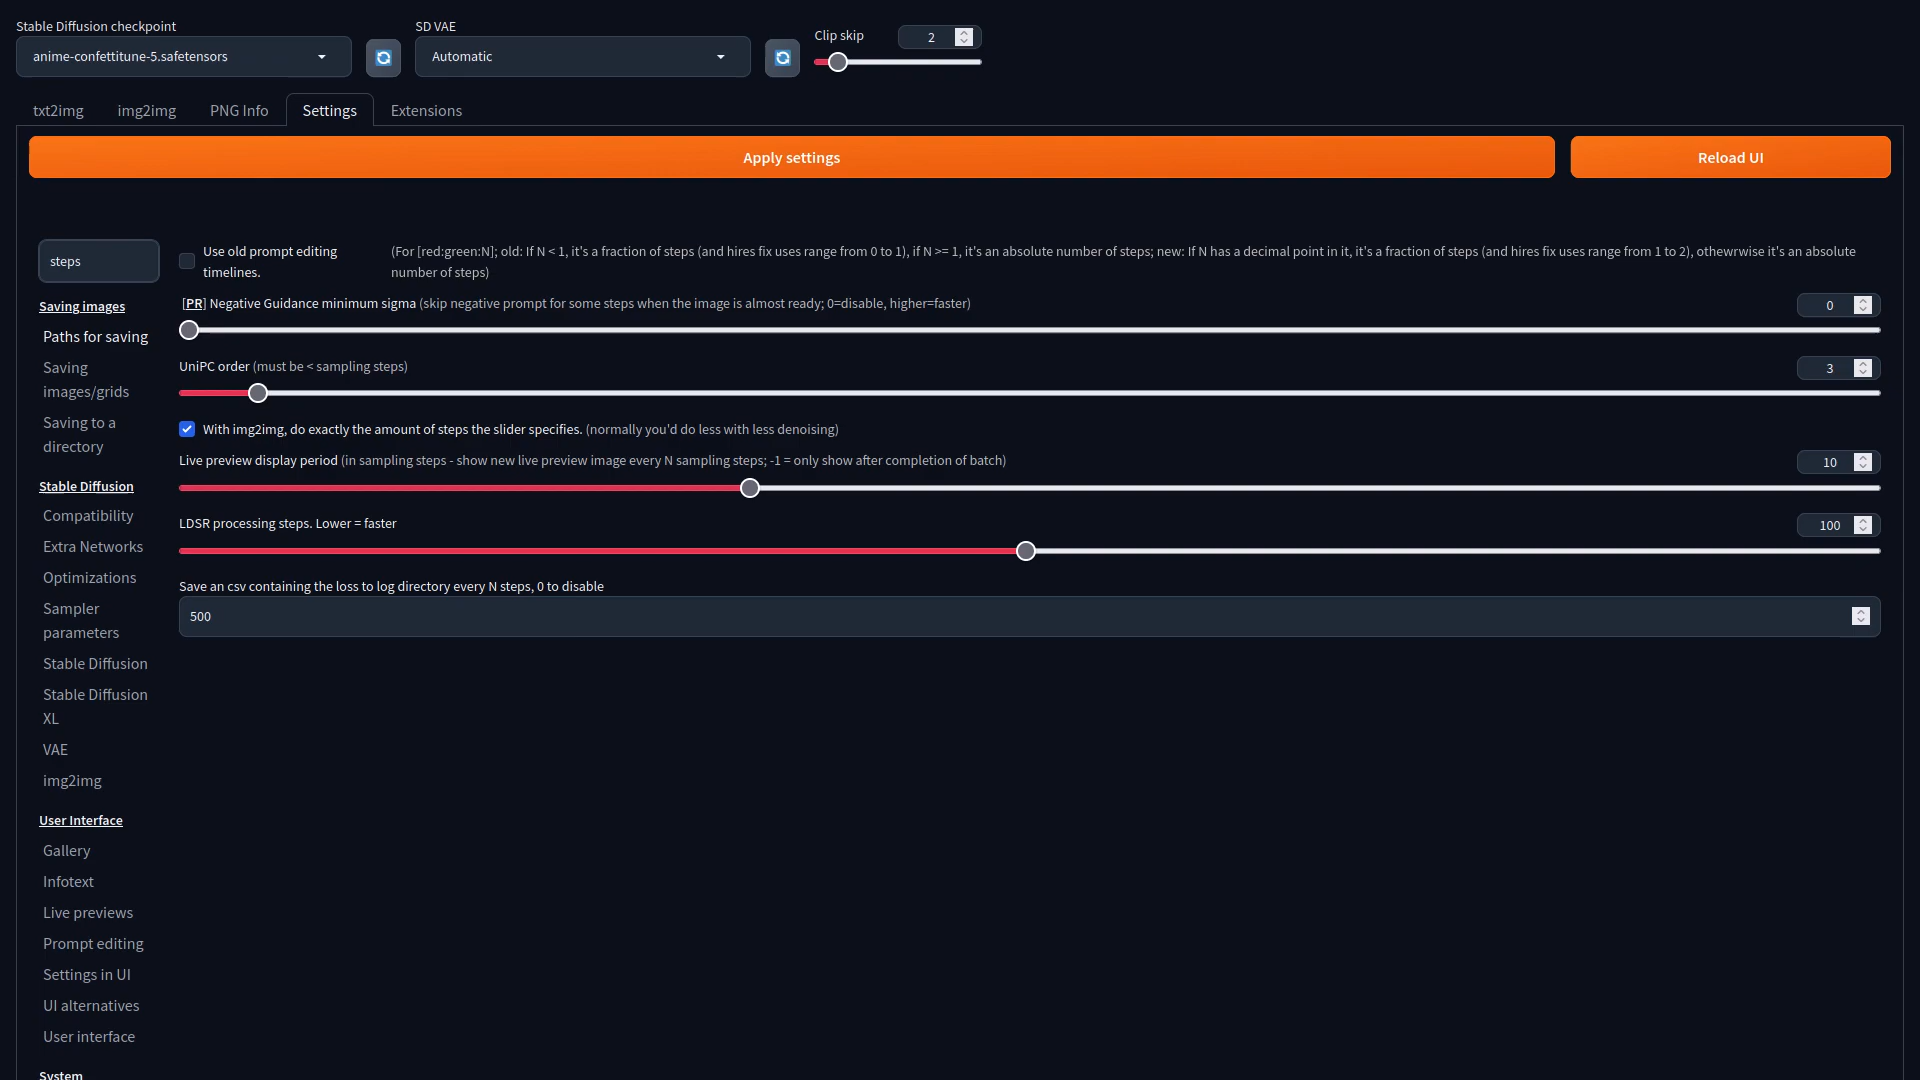 Stable Diffusion checkpoint
SD VAE
anime-confettitune-5.safetensors
Automatic
Clip skip
2
txt2img
img2img
PNG Info
Settings
Extensions
Apply settings
Reload UI
steps
Saving images
Paths for saving
Saving
images/grids
Saving to a
directory
Stable Diffusion
Compatibility
Extra Networks
Optimizations
Sampler
parameters
Stable Diffusion
Stable Diffusion
XL
VAE
img2img
User Interface
Gallery
Infotext
Live previews
Prompt editing
Settings in UI
UI alternatives
User interface
System
Use old prompt editing
timelines.
(For [red:green:N]; old: If N < 1, it's a fraction of steps (and hires fix uses range from 0 to 1), if N >= 1, it's an absolute number of steps; new: If N has a decimal point in it, it's a fraction of steps (and hires fix uses range from 1 to 2), othewrwise it's an absolute
number of steps)
[PR] Negative Guidance minimum sigma (skip negative prompt for some steps when the image is almost ready; 0=disable, higher=faster)
0
UniPC order (must be < sampling steps)
3
With img2img, do exactly the amount of steps the slider specifies. (normally you'd do less with less denoising)
Live preview display period (in sampling steps - show new live preview image every N sampling steps; -1 = only show after completion of batch)
10
LDSR processing steps. Lower = faster
100
Save an csv containing the loss to log directory every N steps, 0 to disable
500